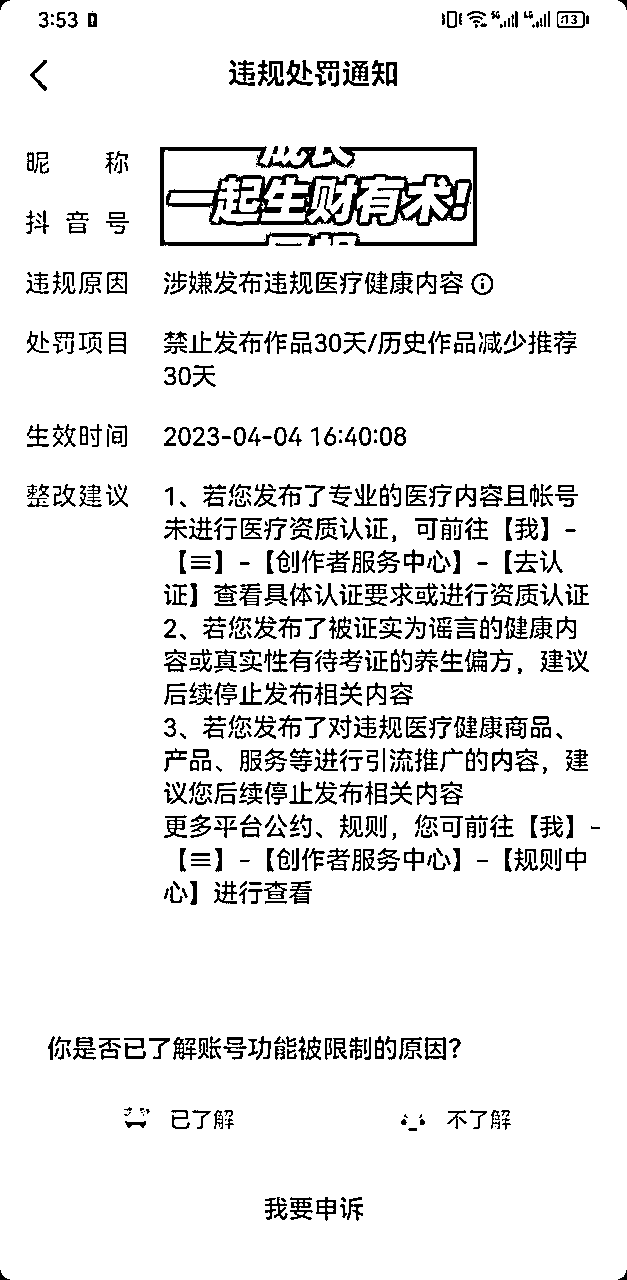 3:53
5G
4G
73
违规处罚通知
昵 称
一起生财有术!
抖音号
违规原因 涉嫌发布违规医疗健康内容
处罚项目 禁止发布作品30天/历史作品减少推荐
30天
生效时间 2023-04-04 16:40:08
整改建议 1、若您发布了专业的医疗内容且帐号
未进行医疗资质认证，可前往【我】-
【☰】-【创作者服务中心】-【去认
证】查看具体认证要求或进行资质认证
2、若您发布了被证实为谣言的健康内
容或真实性有待考证的养生偏方，建议
后续停止发布相关内容
3、若您发布了对违规医疗健康商品、
产品、服务等进行引流推广的内容，建
议您后续停止发布相关内容
更多平台公约、规则，您可前往【我】-
【☰】-【创作者服务中心】-【规则中
心】进行查看
你是否已了解账号功能被限制的原因?
已了解 不了解
我要申诉